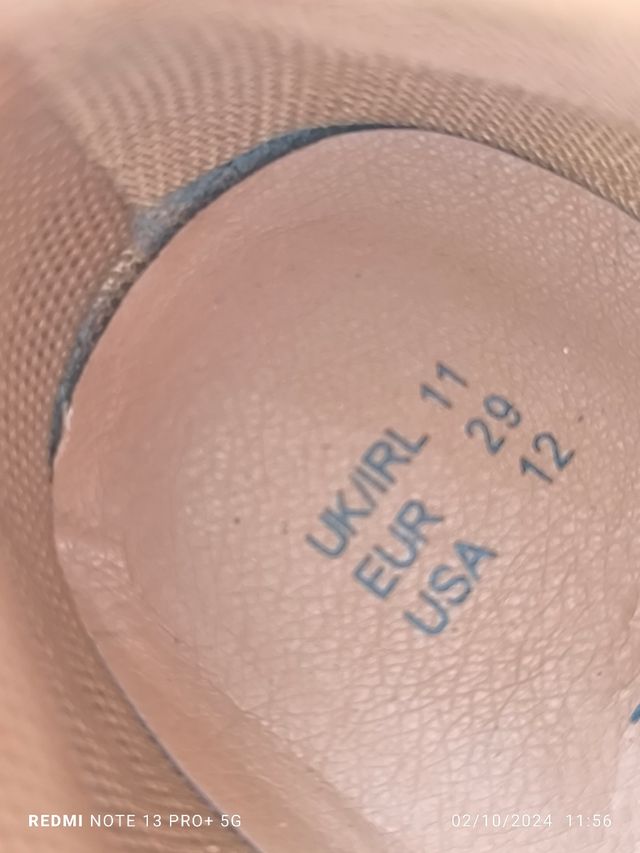 UK/IRL 11
EUR 29
USA 12
REDMI NOTE 13 PRO+ 5G
02/10/2024 11:56